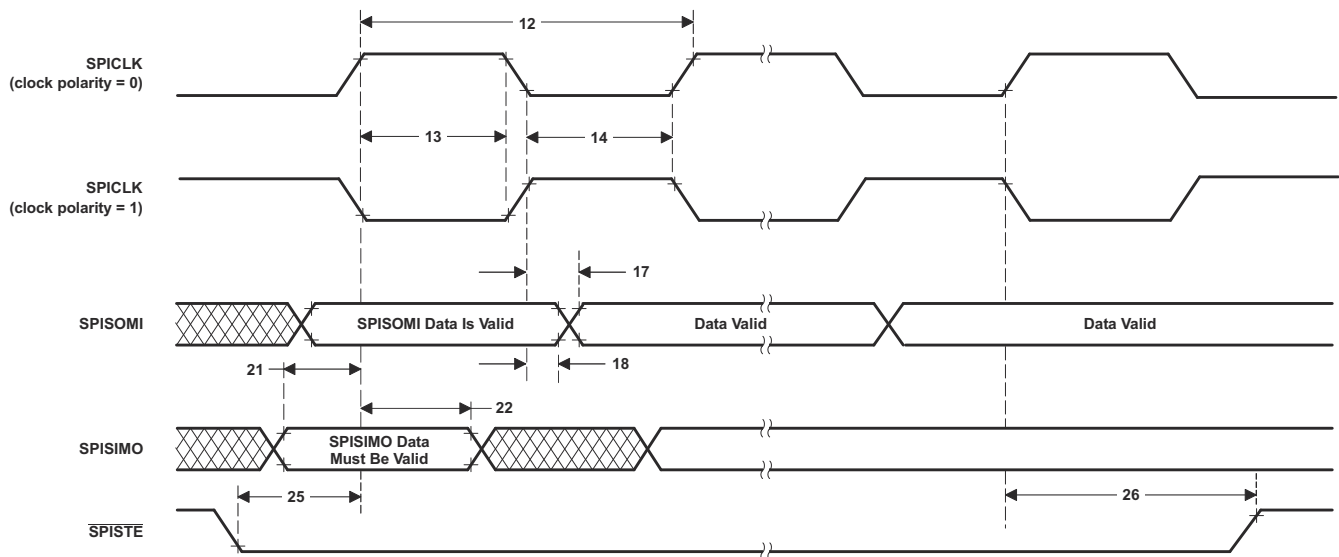 12
SPICLK
(clock polarity = 0)
13
14
SPICLK
(clock polarity = 1)
17
SPISOMI
SPISOMI Data Is Valid
Data Valid
Data Valid
21
18
22
SPISIMO
SPISIMO Data
Must Be Valid
25
26
SPISTE